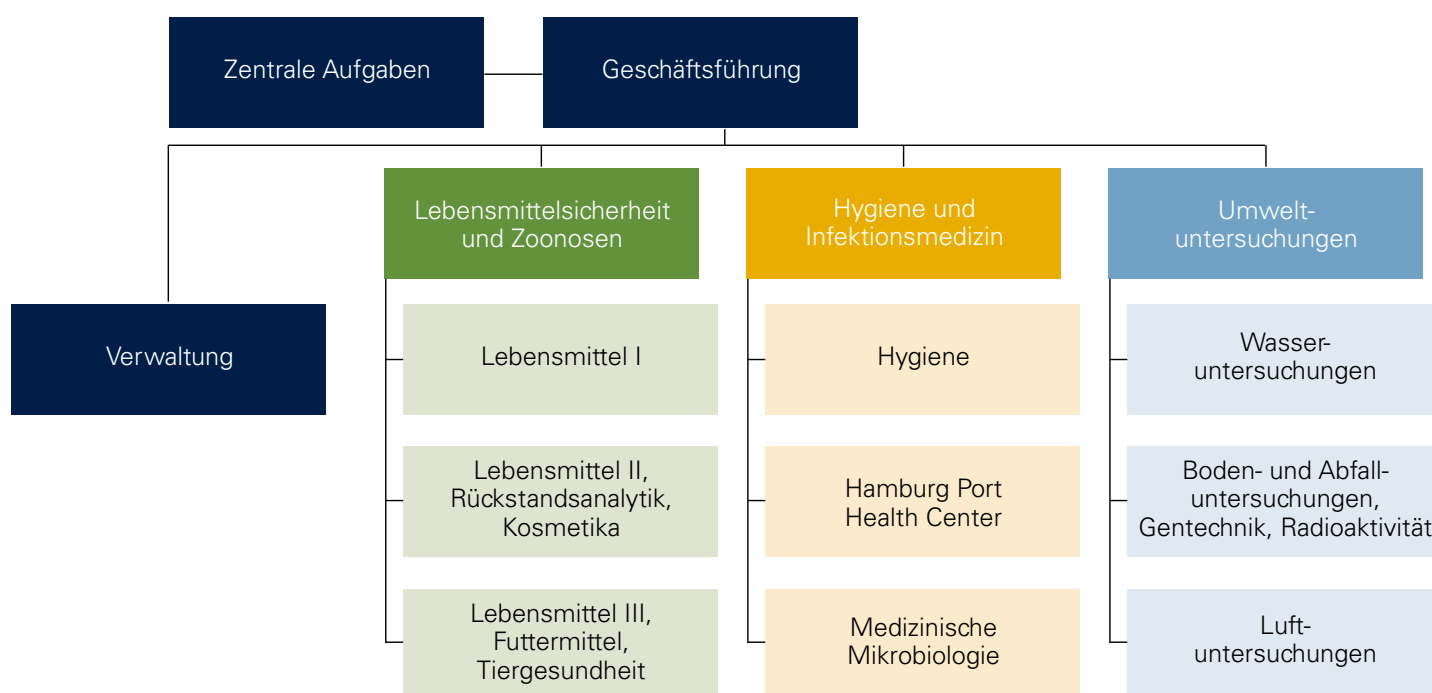 Zentrale Aufgaben
Geschäftsführung
Lebensmittelsicherheit
und Zoonosen
Hygiene und
Infektionsmedizin
Umwelt-
untersuchungen
Verwaltung
Lebensmittel I
Hygiene
Wasser-
untersuchungen
Lebensmittel II,
Rückstandsanalytik,
Kosmetika
Hamburg Port
Health Center
Boden- und Abfall-
untersuchungen,
Gentechnik, Radioaktivität
Lebensmittel III,
Futtermittel,
Tiergesundheit
Medizinische
Mikrobiologie
Luft-
untersuchungen